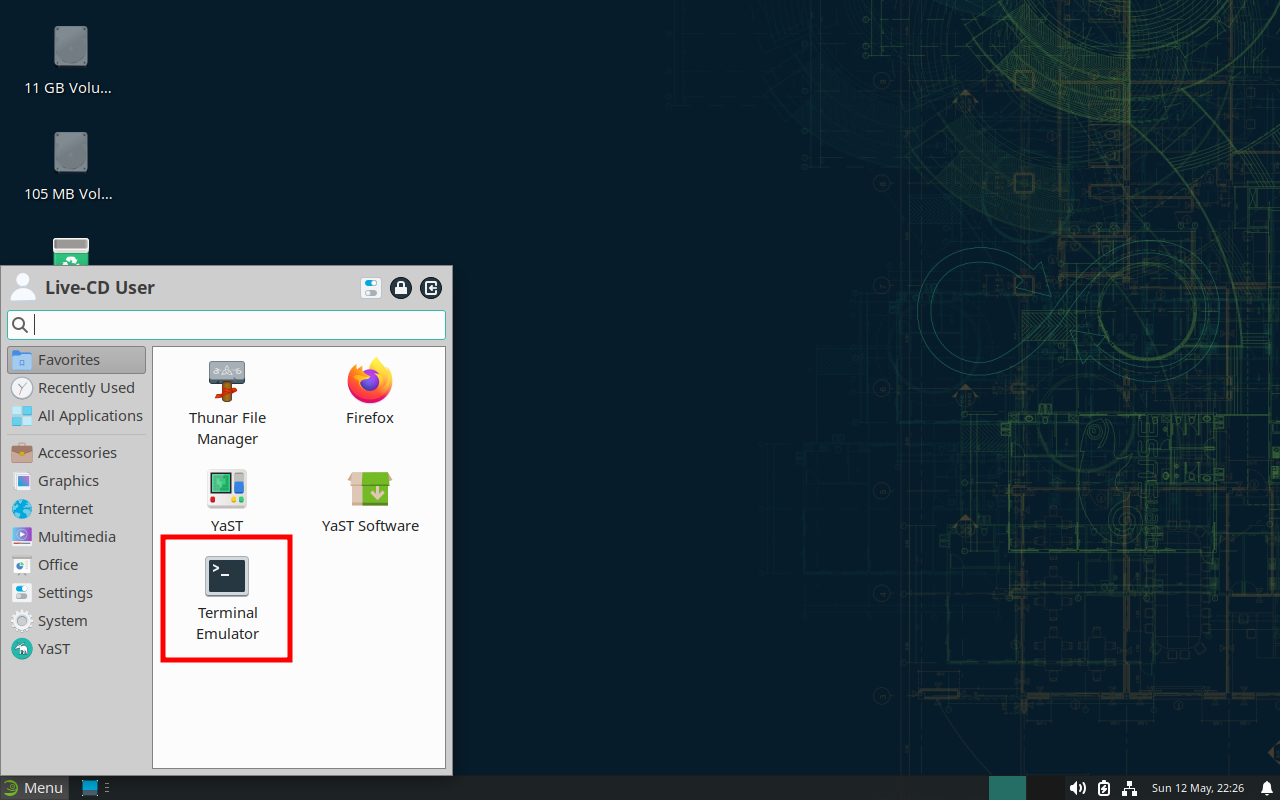 11 GB Volu...
105 MB Vol...
Live-CD User
Favorites
Recently Used
All Applications
Accessories
Graphics
Internet
Multimedia
Office
Settings
System
YaST
Thunar File
Manager
Firefox
YaST
YaST Software
>_
Terminal
Emulator
Menu
Sun 12 May, 22:26